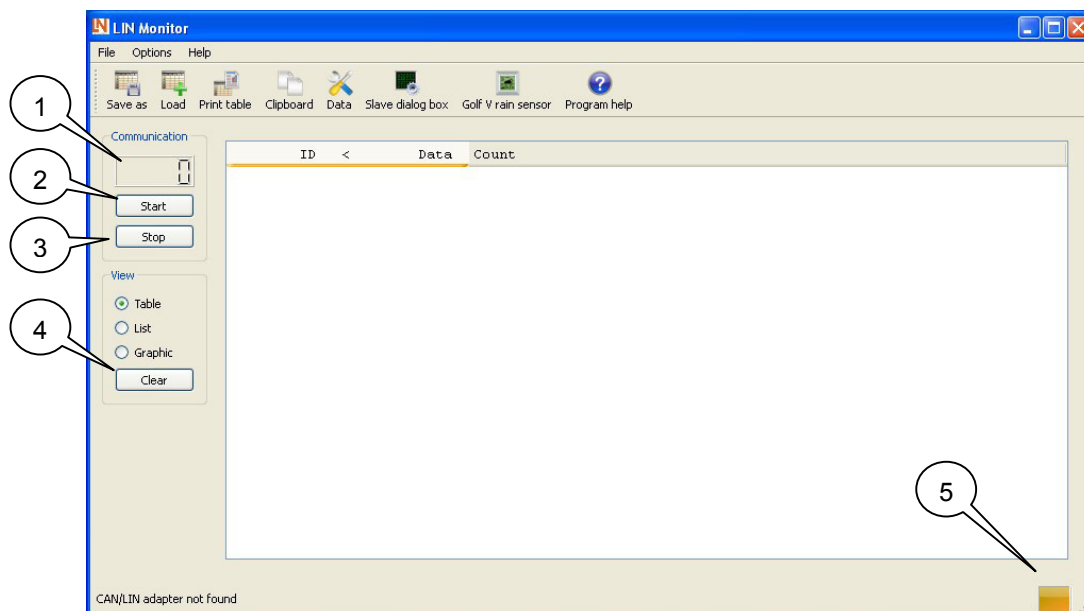 LIN Monitor
File Options Help
Save as Load Print table Clipboard Data Slave dialog box Golf V rain sensor Program help
1
Communication
0
ID < Data Count
2
Start
3
Stop
View
Table
4
List
Graphic
Clear
5
CAN/LIN adapter not found